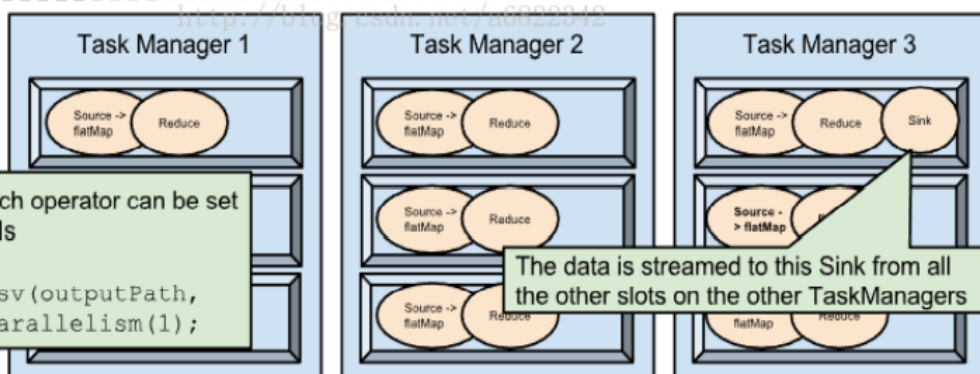 http://blog.csdn.net/a6822342
Task Manager 1
Task Manager 2
Task Manager 3
Source ->
flatMap
Reduce
Source ->
flatMap
Reduce
Source ->
flatMap
Reduce
Sink
ch operator can be set
ls
sv(outputPath,
arallelism(1);
Source ->
flatMap
Reduce
Source -
> flatMap
The data is streamed to this Sink from all
the other slots on the other TaskManagers
Source ->
flatMap
Reduce
flatMap
Reduce